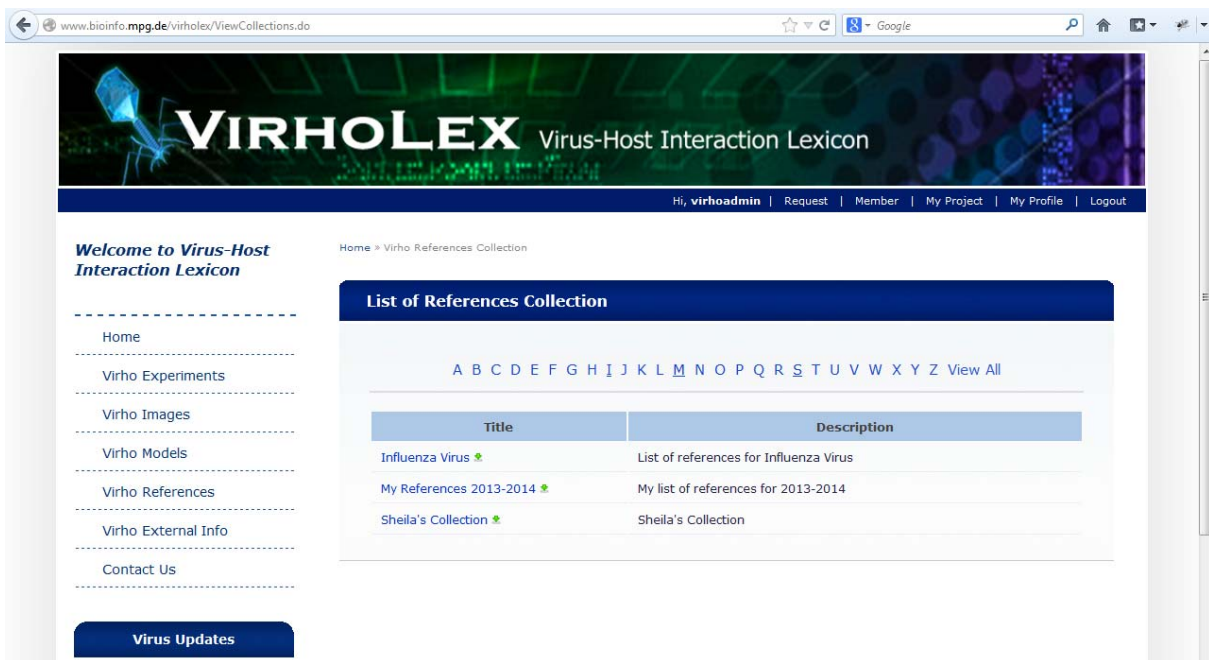 www.bioinfo.mpg.de/virholex/ViewCollections.do
Google
VIRHOLEX Virus-Host Interaction Lexicon
Hi, virhoadmin | Request | Member | My Project | My Profile | Logout
Welcome to Virus-Host
Interaction Lexicon
Home
Virho Experiments
Virho Images
Virho Models
Virho References
Virho External Info
Contact Us
Virus Updates
Home » Virho References Collection
List of References Collection
A B C D E F G H I J K L M N O P Q R S T U V W X Y Z View All
Title Description
Influenza Virus List of references for Influenza Virus
My References 2013-2014 My list of references for 2013-2014
Sheila's Collection Sheila's Collection